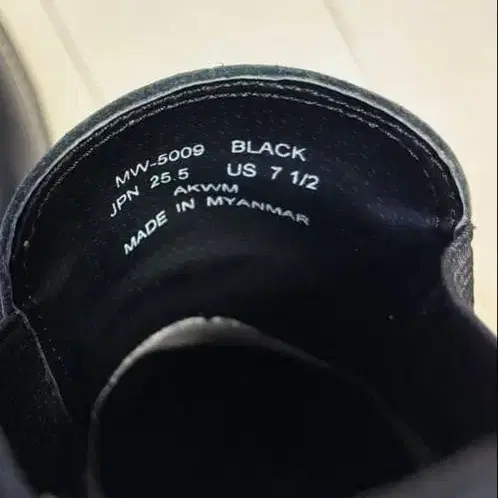 MW-5009 BLACK
JPN 25.5 US 7 1/2
AKWM
MADE IN MYANMAR